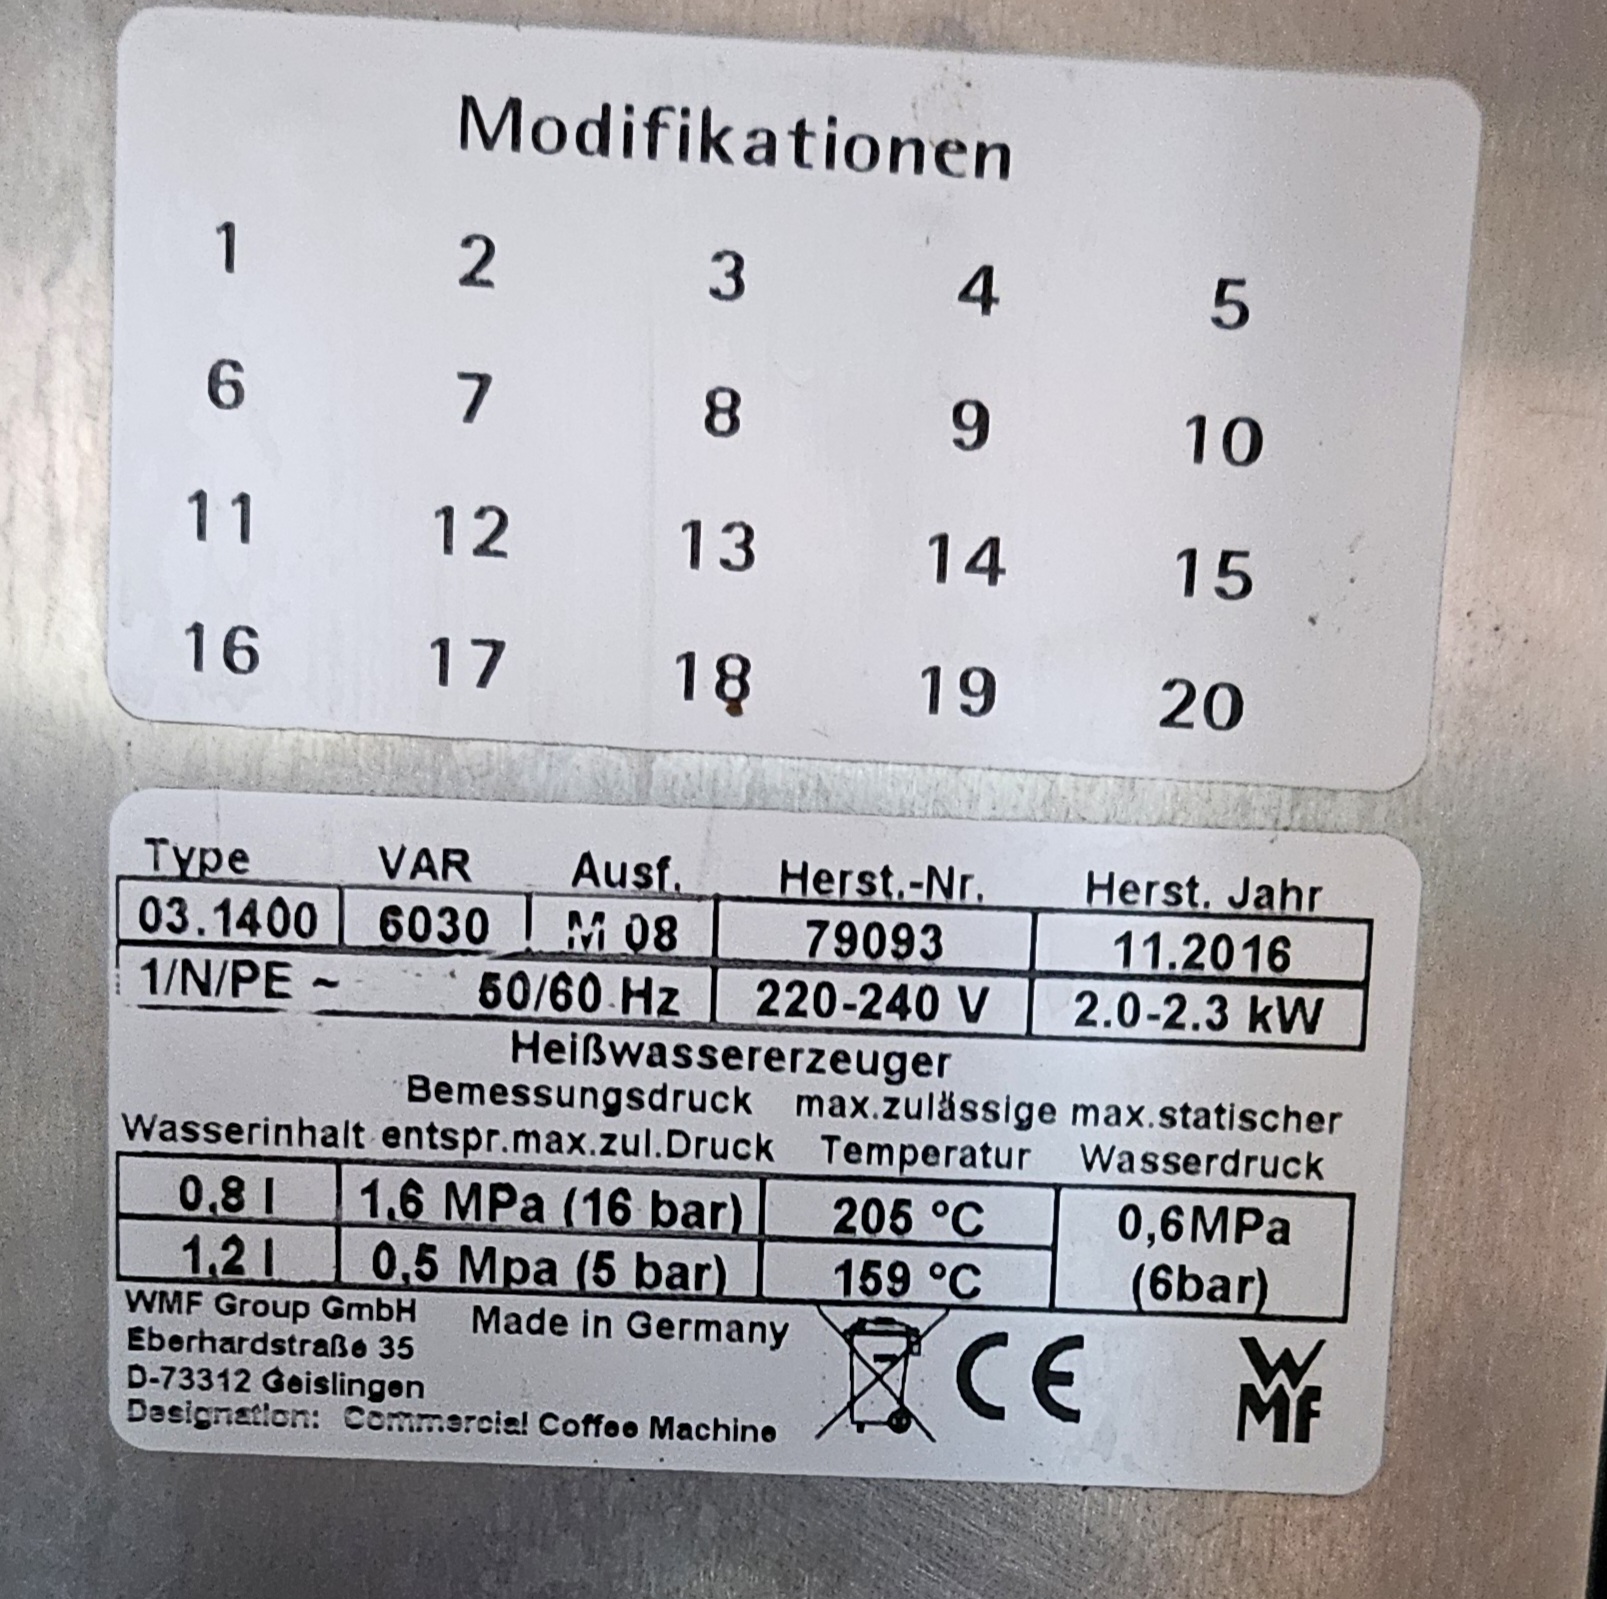 Modifikationen
1 2 3 4 5
6 7 8 9 10
11 12 13 14 15
16 17 18 19 20
Type VAR Ausf. Herst.-Nr. Herst. Jahr
03.1400 6030 M 08 79093 11.2016
1/N/PE ~ 50/60 Hz 220-240 V 2.0-2.3 kW
Heißwassererzeuger
Bemessungsdruck max.zulässige max.statischer
Wasserinhalt entspr.max.zul.Druck Temperatur Wasserdruck
0,8 l 1,6 MPa (16 bar) 205 °C 0,6MPa
1,2 l 0,5 Mpa (5 bar) 159 °C (6bar)
WMF Group GmbH Made in Germany
Eberhardstraße 35
D-73312 Geislingen
Designation: Commercial Coffee Machine
CE
WMF